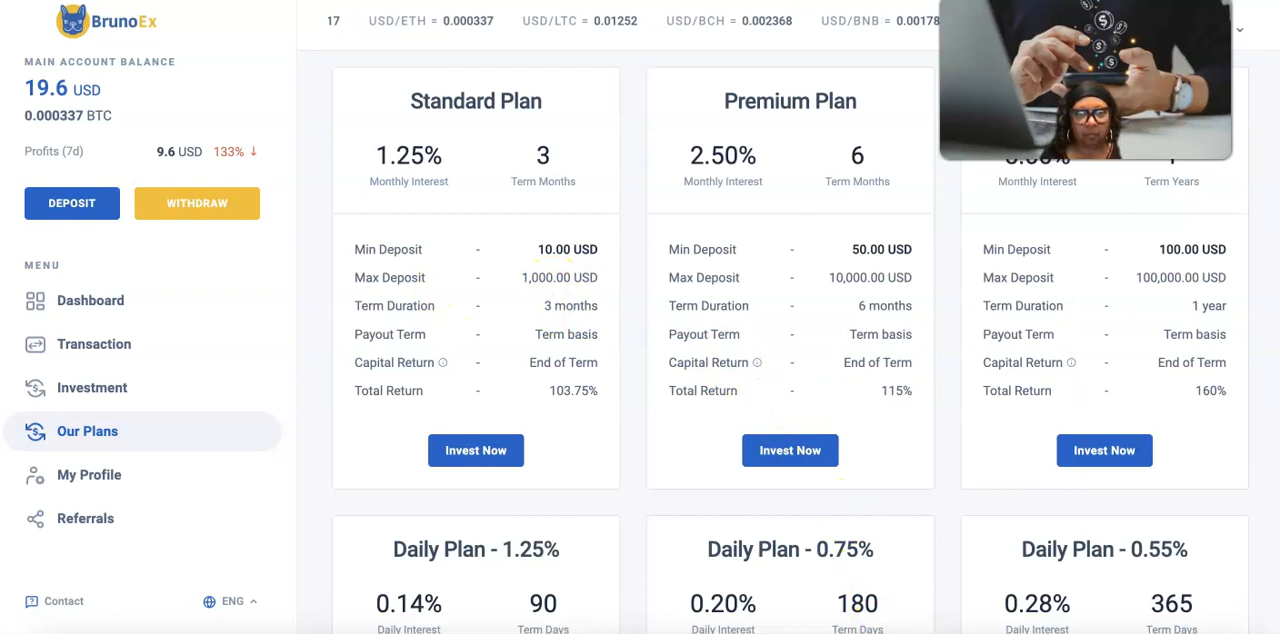 BrunoEx
17 USD/ETH = 0.000337 USD/LTC = 0.01252 USD/BCH = 0.002368 USD/BNB = 0.00178
MAIN ACCOUNT BALANCE
19.6 USD
0.000337 BTC
Profits (7d) 9.6 USD 133% ↓
DEPOSIT WITHDRAW
MENU
Dashboard
Transaction
Investment
Our Plans
My Profile
Referrals
Contact ENG
Standard Plan
1.25% 3
Monthly Interest Term Months
Min Deposit - 10.00 USD
Max Deposit - 1,000.00 USD
Term Duration - 3 months
Payout Term - Term basis
Capital Return - End of Term
Total Return - 103.75%
Invest Now
Premium Plan
2.50% 6
Monthly Interest Term Months
Min Deposit - 50.00 USD
Max Deposit - 10,000.00 USD
Term Duration - 6 months
Payout Term - Term basis
Capital Return - End of Term
Total Return - 115%
Invest Now
Monthly Interest Term Years
Min Deposit - 100.00 USD
Max Deposit - 100,000.00 USD
Term Duration - 1 year
Payout Term - Term basis
Capital Return - End of Term
Total Return - 160%
Invest Now
Daily Plan - 1.25%
0.14% 90
Daily Interest Term Days
Daily Plan - 0.75%
0.20% 180
Daily Interest Term Days
Daily Plan - 0.55%
0.28% 365
Daily Interest Term Days